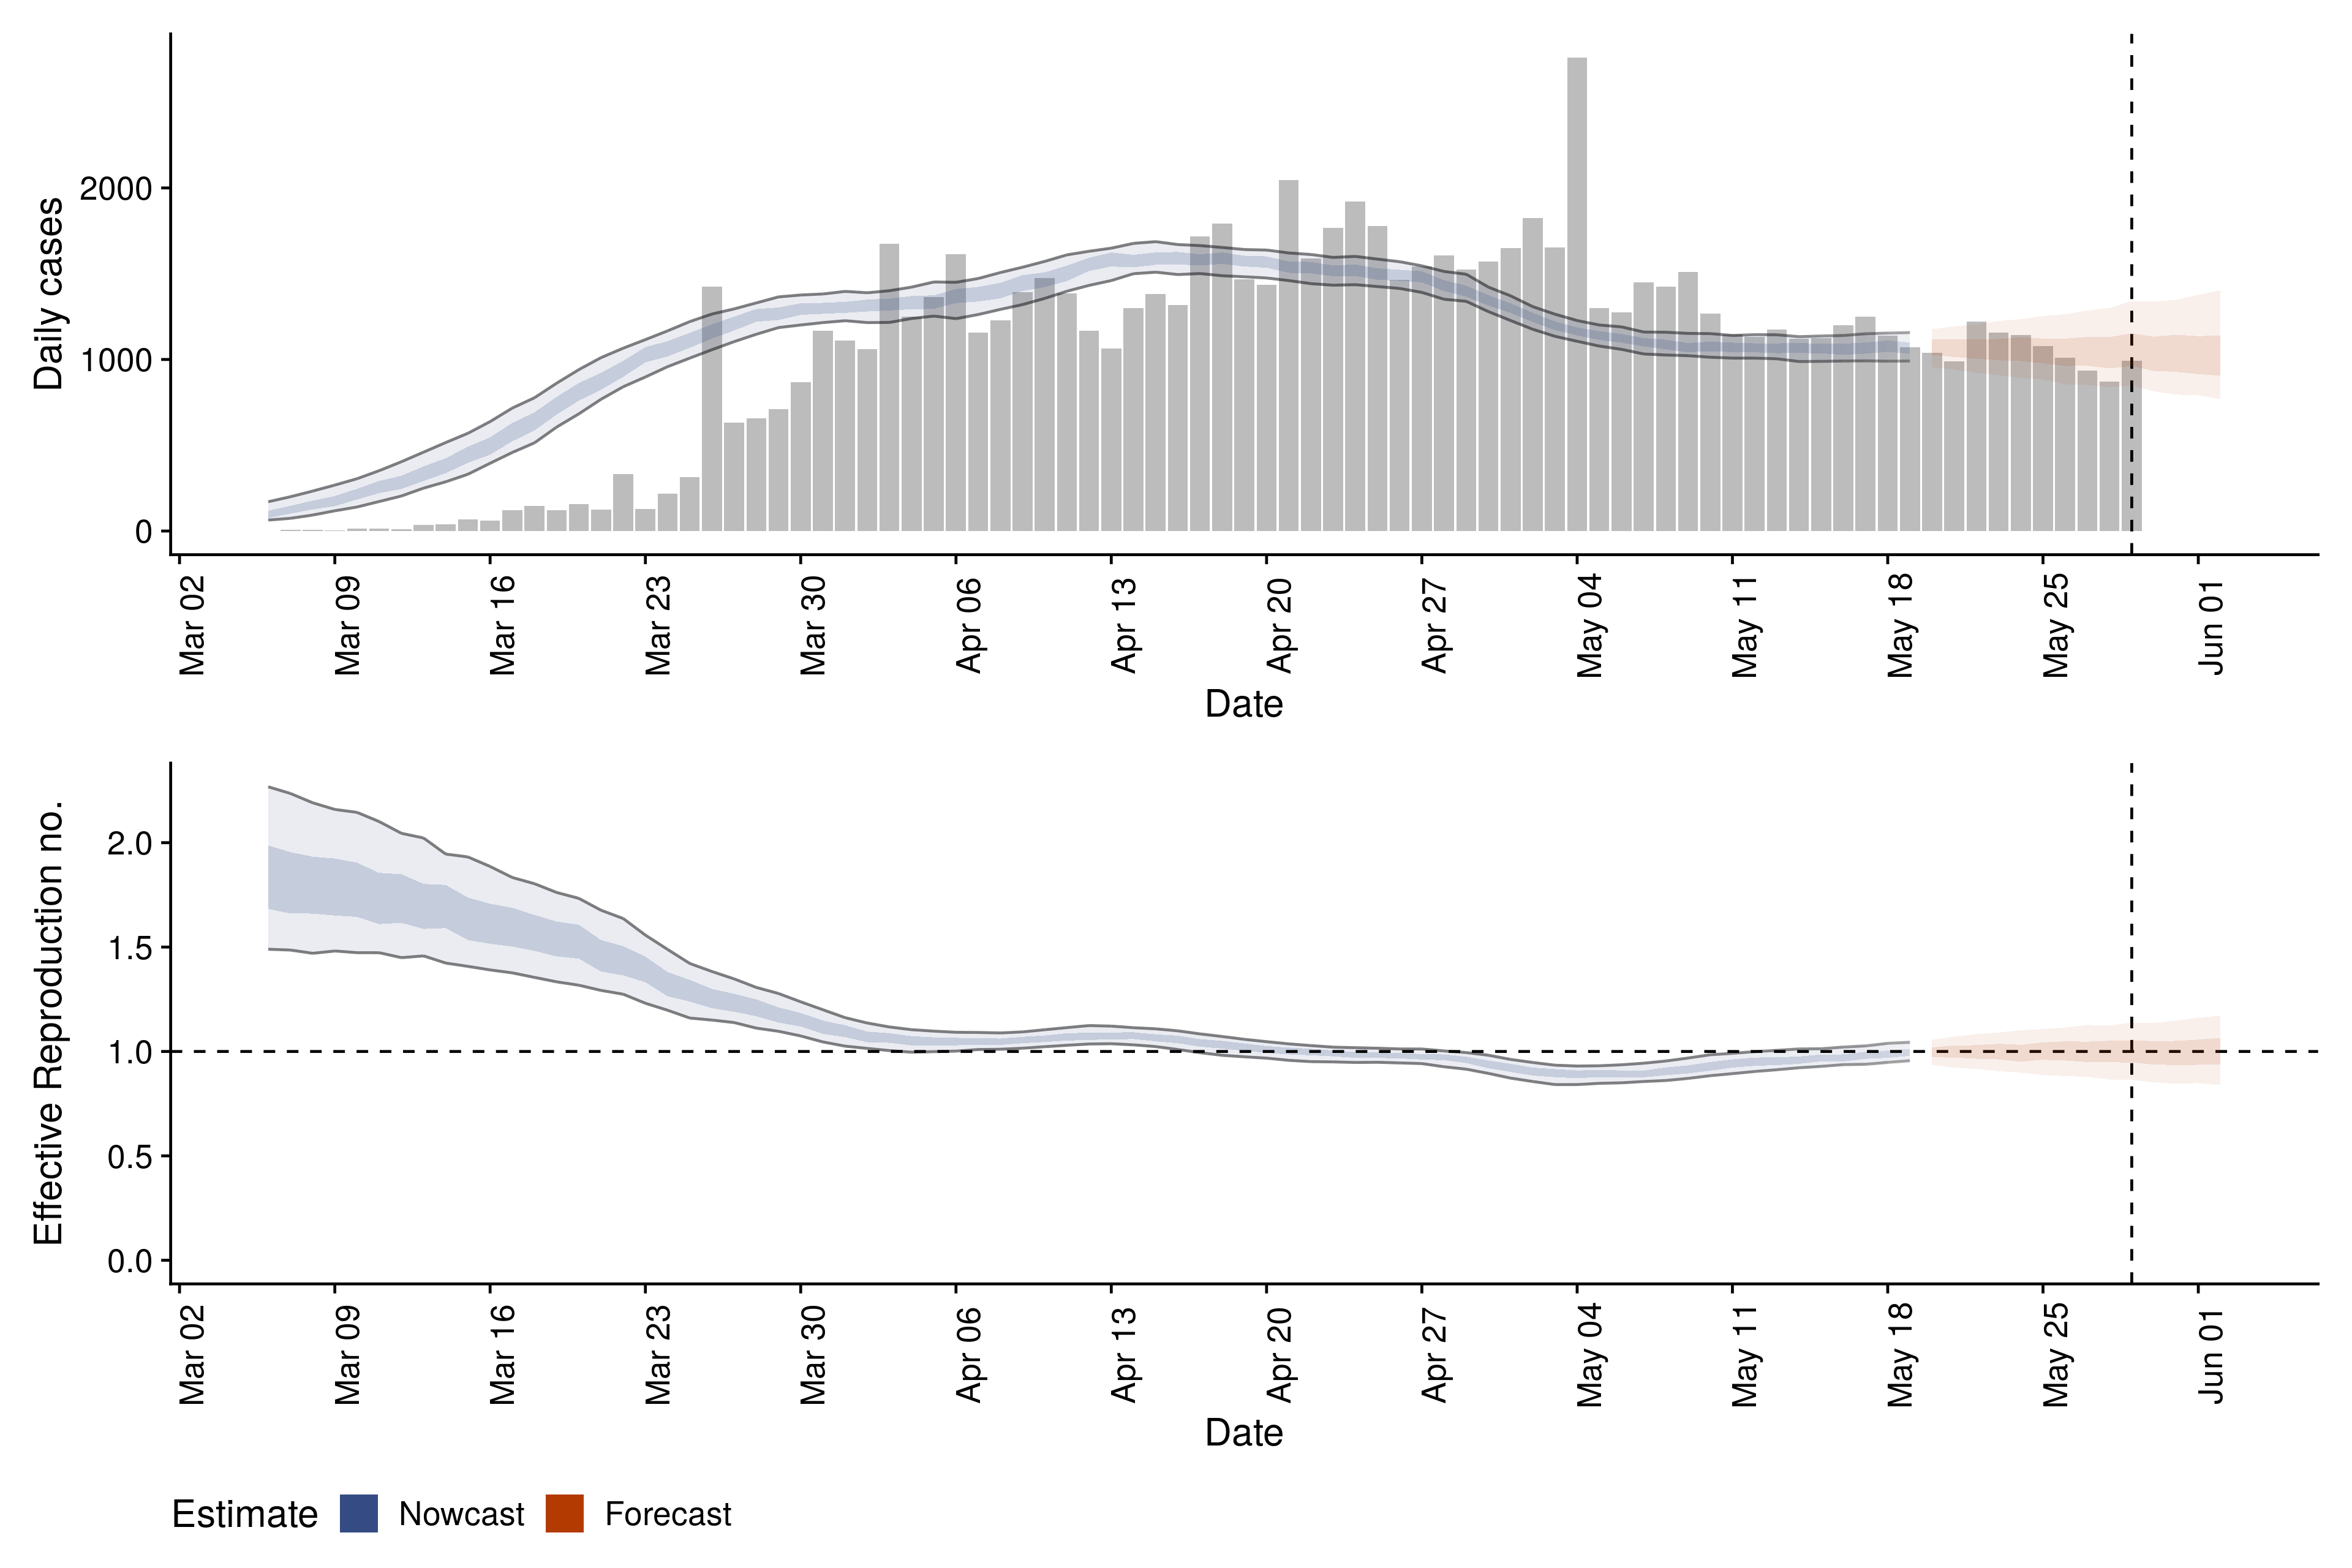 Daily cases
2000
1000
0
Mar 02
Mar 09
Mar 16
Mar 23
Mar 30
Apr 06
Apr 13
Apr 20
Apr 27
May 04
May 11
May 18
May 25
Jun 01
Date
Effective Reproduction no.
2.0
1.5
1.0
0.5
0.0
Mar 02
Mar 09
Mar 16
Mar 23
Mar 30
Apr 06
Apr 13
Apr 20
Apr 27
May 04
May 11
May 18
May 25
Jun 01
Date
Estimate Nowcast Forecast